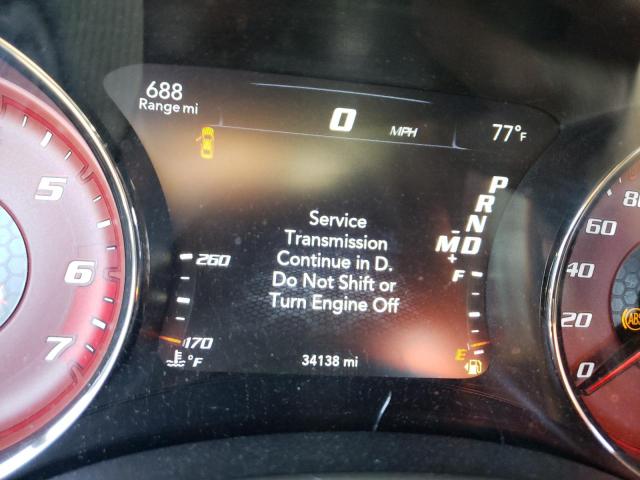 688
Range mi
0 MPH
77°F
P
R
N
D
M
-
+
Service
Transmission
Continue in D.
Do Not Shift or
Turn Engine Off
260
170
°F
F
E
34138 mi
5
6
7
80
60
40
20
0
ABS